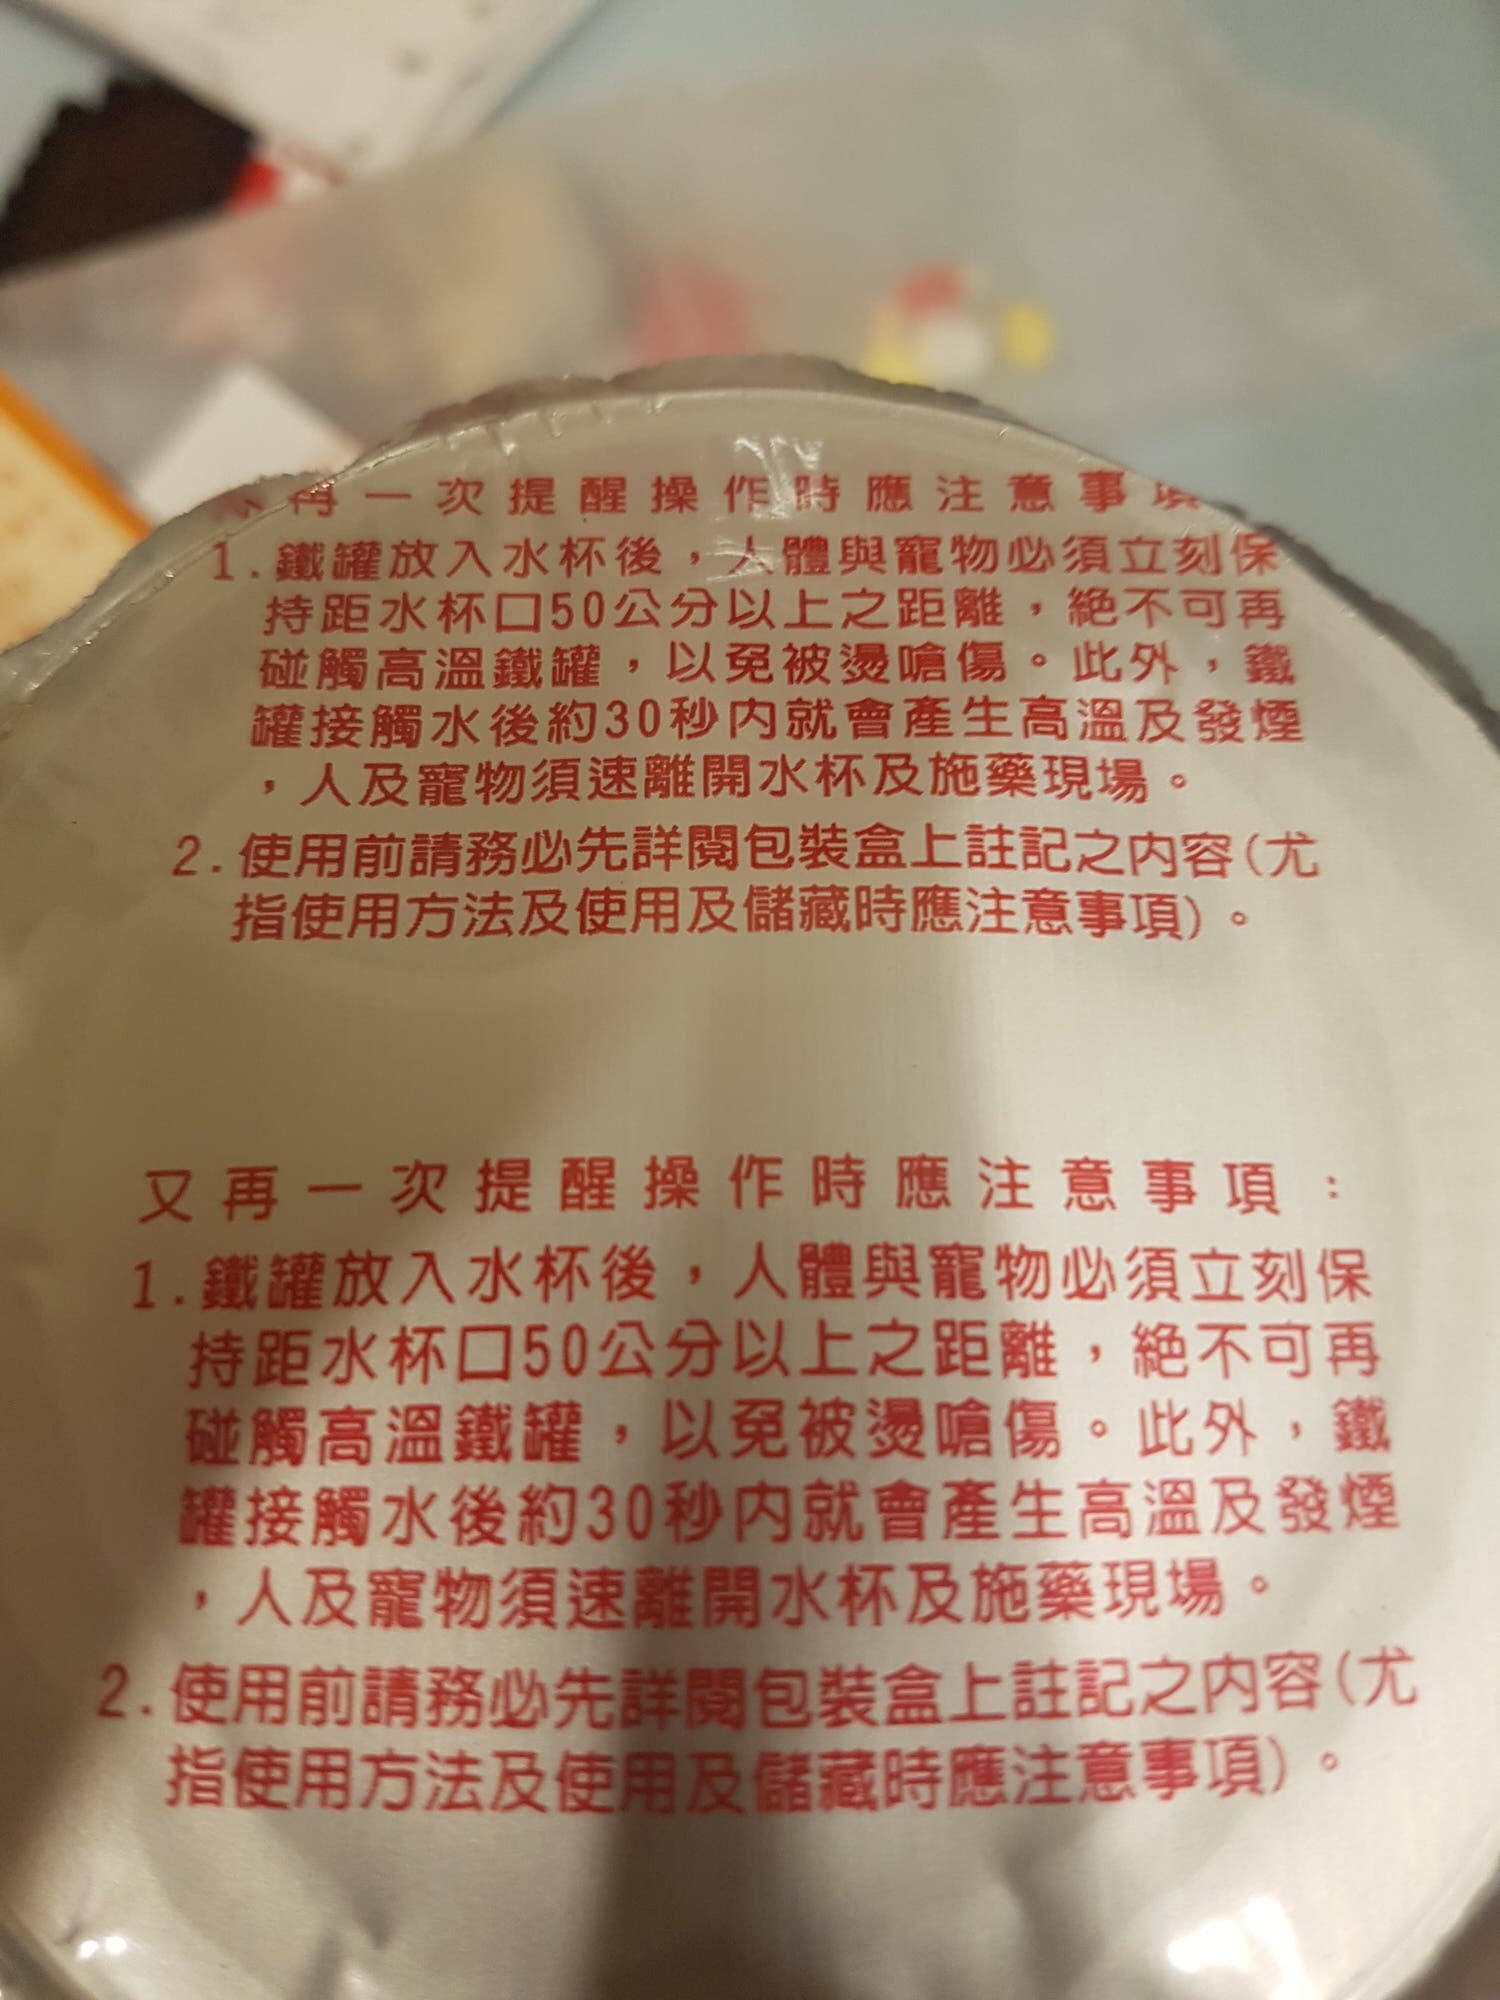 再一次提醒操作時應注意事項
1.鐵罐放入水杯後,人體與寵物必須立刻保
持距水杯口50公分以上之距離,絕不可再
碰觸高溫鐵罐,以免被燙嗆傷。此外,鐵
罐接觸水後約30秒內就會產生高溫及發煙
,人及寵物須速離開水杯及施藥現場。
2.使用前請務必先詳閱包裝盒上註記之內容(尤
指使用方法及使用及儲藏時應注意事項)。
又再一次提醒操作時應注意事項:
1.鐵罐放入水杯後,人體與寵物必須立刻保
持距水杯口50公分以上之距離,絕不可再
碰觸高溫鐵罐,以免被燙嗆傷。此外,鐵
罐接觸水後約30秒內就會產生高溫及發煙
,人及寵物須速離開水杯及施藥現場。
2.使用前請務必先詳閱包裝盒上註記之內容(尤
指使用方法及使用及儲藏時應注意事項)。